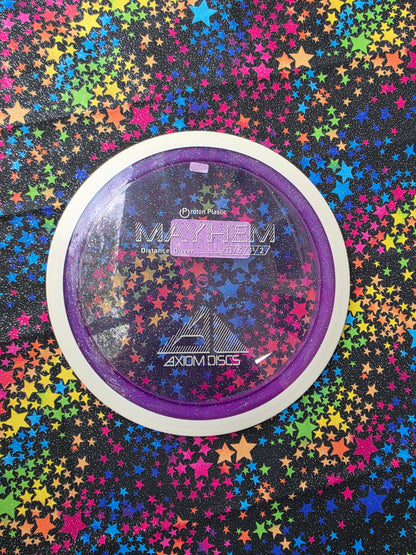 Proton Plastic
MAYHEM
Distance Driver
AXIOM DISCS